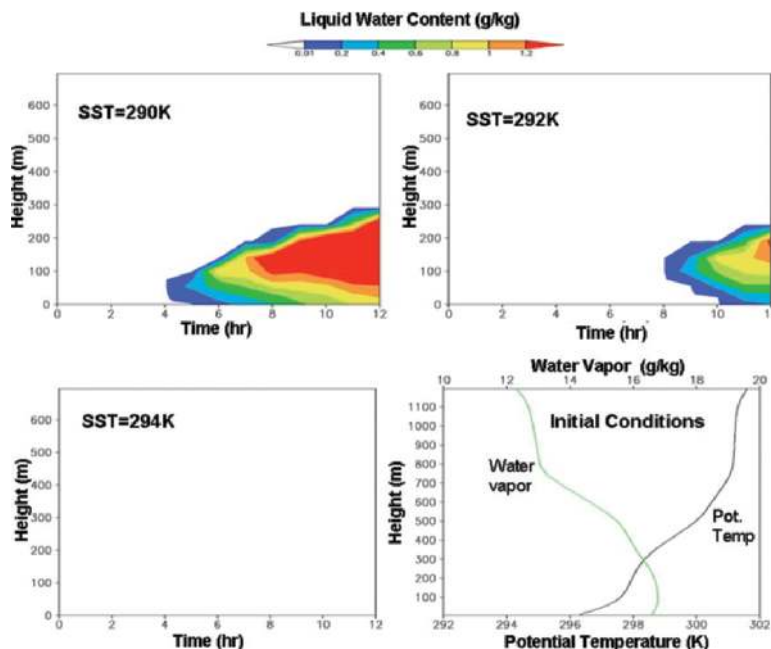 Liquid Water Content (g/kg)
0.01 0.2 0.4 0.6 0.8 1 1.2
SST=290K
Height (m)
600
500
400
300
200
100
0
0 2 4 6 8 10 12
Time (hr)
SST=292K
Height (m)
600
500
400
300
200
100
0
0 2 4 6 8 10
Time (hr)
SST=294K
Height (m)
600
500
400
300
200
100
0
0 2 4 6 8 10 12
Time (hr)
Water Vapor (g/kg)
10 12 14 16 18 20
Initial Conditions
Water
vapor
Pot.
Temp
Height (m)
1100
1000
900
800
700
600
500
400
300
200
100
292 294 296 298 300 302
Potential Temperature (K)